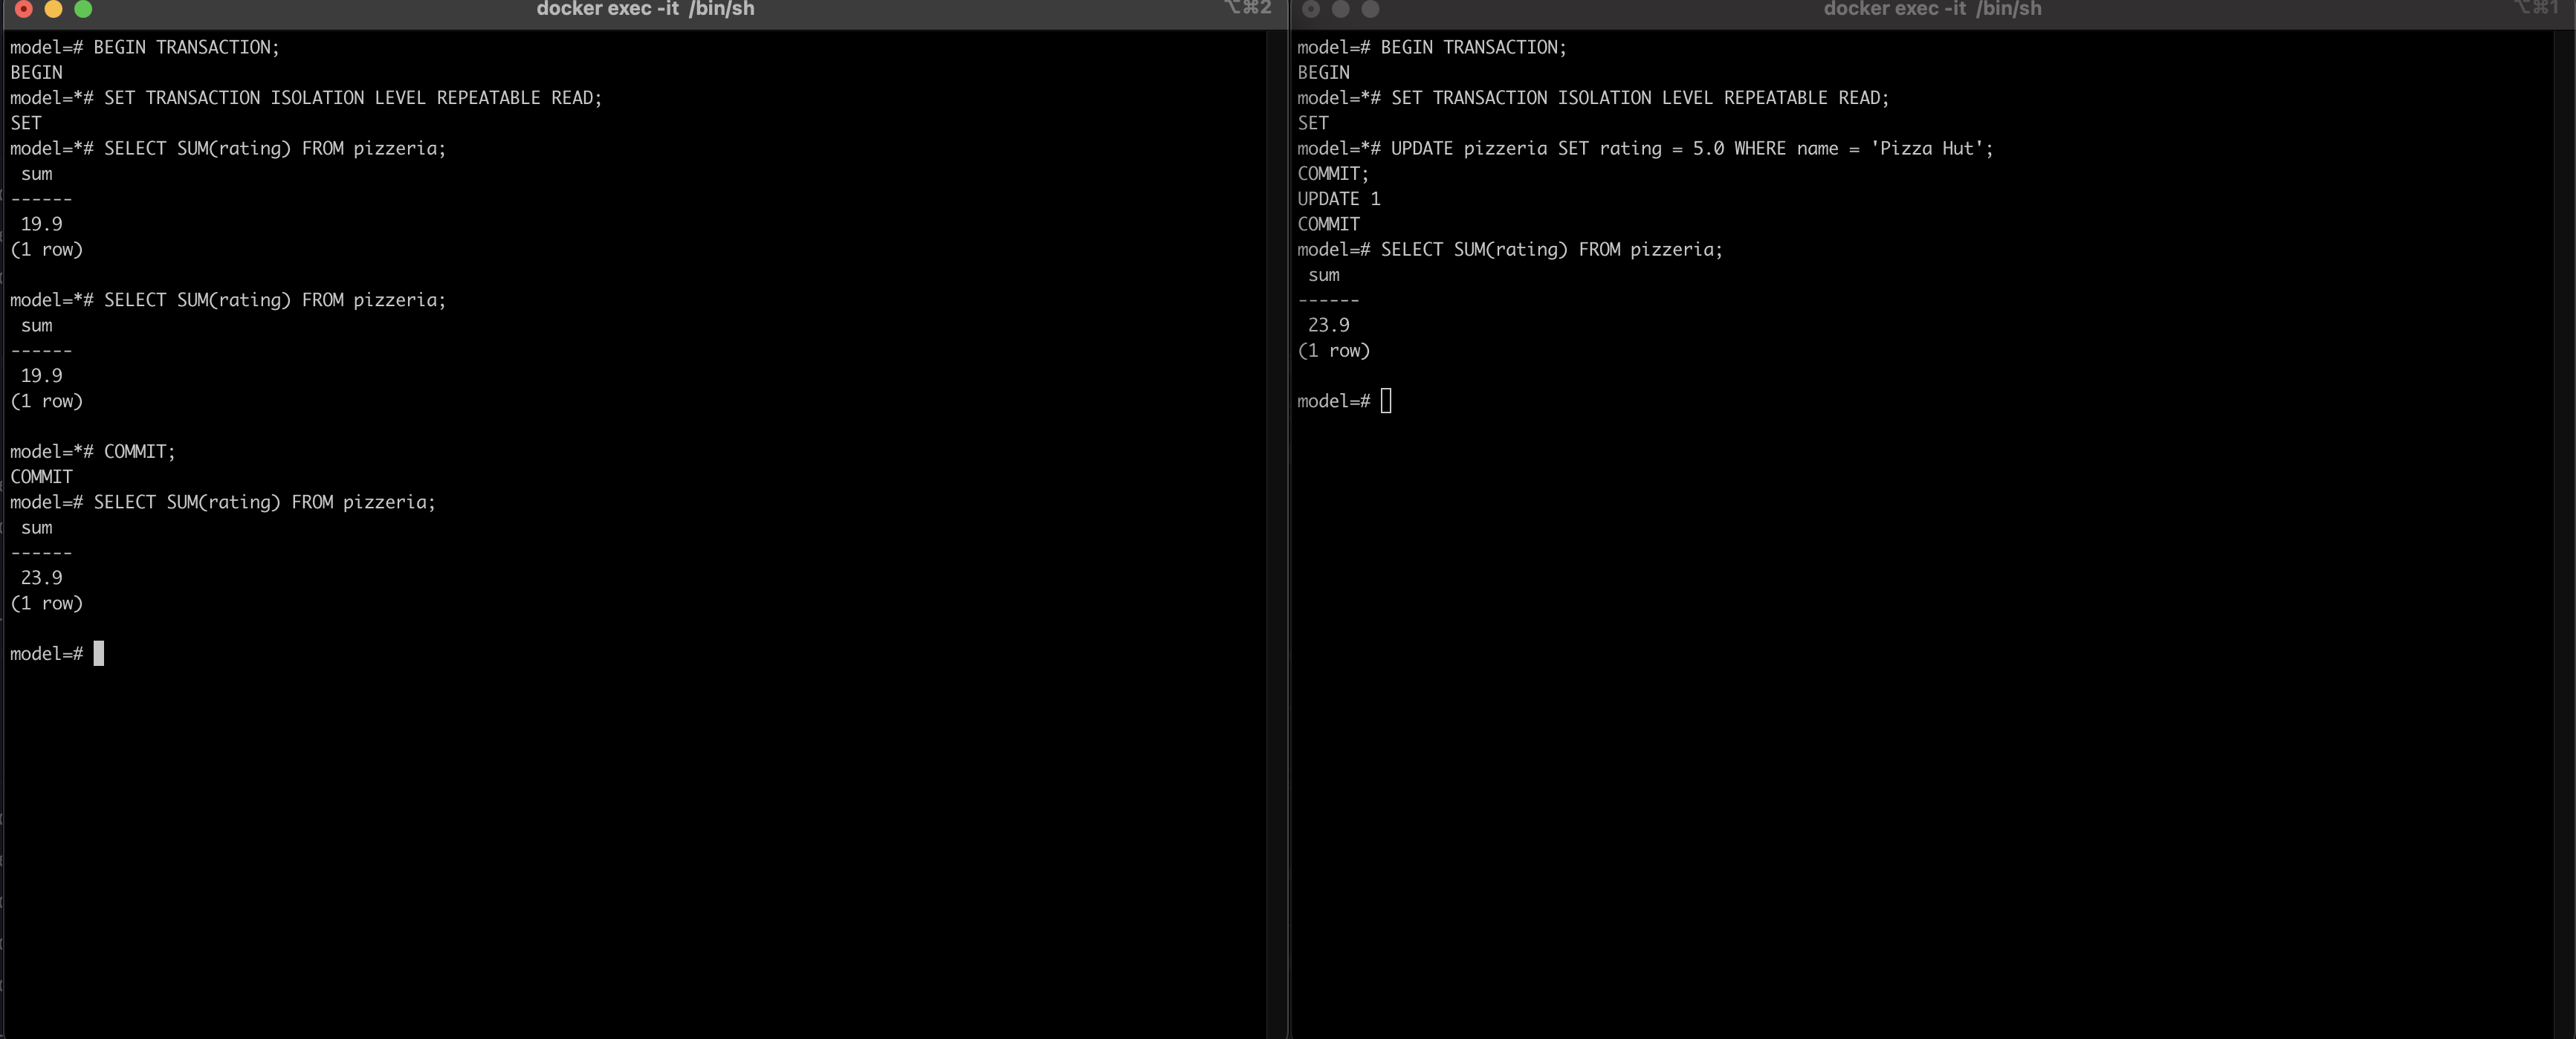 docker exec -it /bin/sh
⌥⌘2
model=# BEGIN TRANSACTION;
BEGIN
model=*# SET TRANSACTION ISOLATION LEVEL REPEATABLE READ;
SET
model=*# SELECT SUM(rating) FROM pizzeria;
sum
------
19.9
(1 row)
model=*# SELECT SUM(rating) FROM pizzeria;
sum
------
19.9
(1 row)
model=*# COMMIT;
COMMIT
model=# SELECT SUM(rating) FROM pizzeria;
sum
------
23.9
(1 row)
model=#
docker exec -it /bin/sh
⌥⌘1
model=# BEGIN TRANSACTION;
BEGIN
model=*# SET TRANSACTION ISOLATION LEVEL REPEATABLE READ;
SET
model=*# UPDATE pizzeria SET rating = 5.0 WHERE name = 'Pizza Hut';
COMMIT;
UPDATE 1
COMMIT
model=# SELECT SUM(rating) FROM pizzeria;
sum
------
23.9
(1 row)
model=#